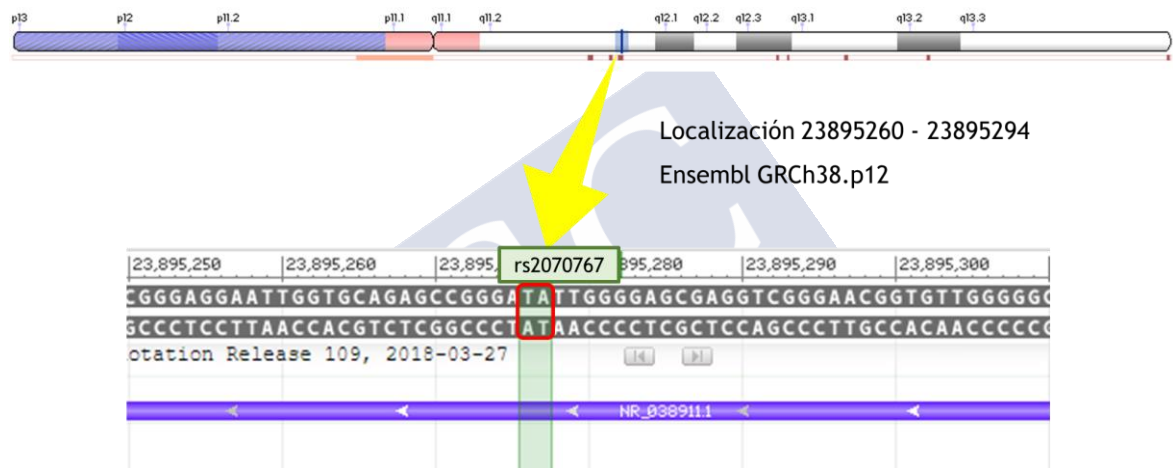 p13 p12 p11.2 p11.1 q11.1 q11.2 q12.1 q12.2 q12.3 q13.1 q13.2 q13.3
Localización 23895260 - 23895294
Ensembl GRCh38.p12
23,895,250 23,895,260 23,895, rs2070767 895,280 23,895,290 23,895,300
CGGGAGGAATTGGTGCAGAGCCGGGATATTGGGGAGCGAGGTCGGGAACGGTGTTGGGGGC
GCCCTCCTTAACCACGTCTCGGCCCTATAACCCCTCGCTCCAGCCCTTGCCACAACCCCCG
otation Release 109, 2018-03-27
NR_038911.1